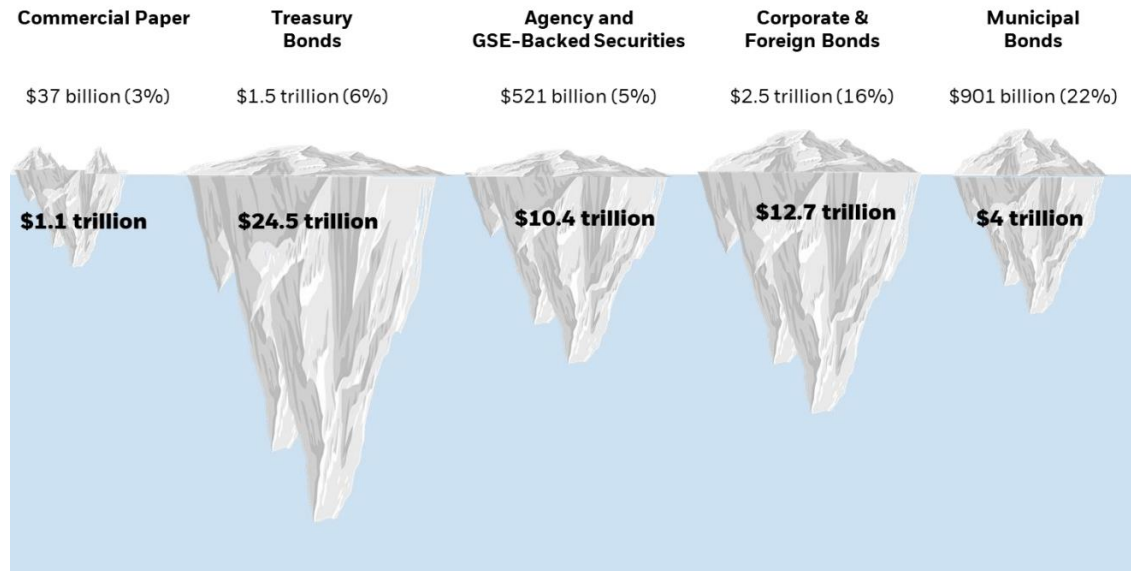 Commercial Paper
Treasury
Bonds
Agency and
GSE-Backed Securities
Corporate &
Foreign Bonds
Municipal
Bonds
$37 billion (3%)
$1.5 trillion (6%)
$521 billion (5%)
$2.5 trillion (16%)
$901 billion (22%)
$1.1 trillion
$24.5 trillion
$10.4 trillion
$12.7 trillion
$4 trillion